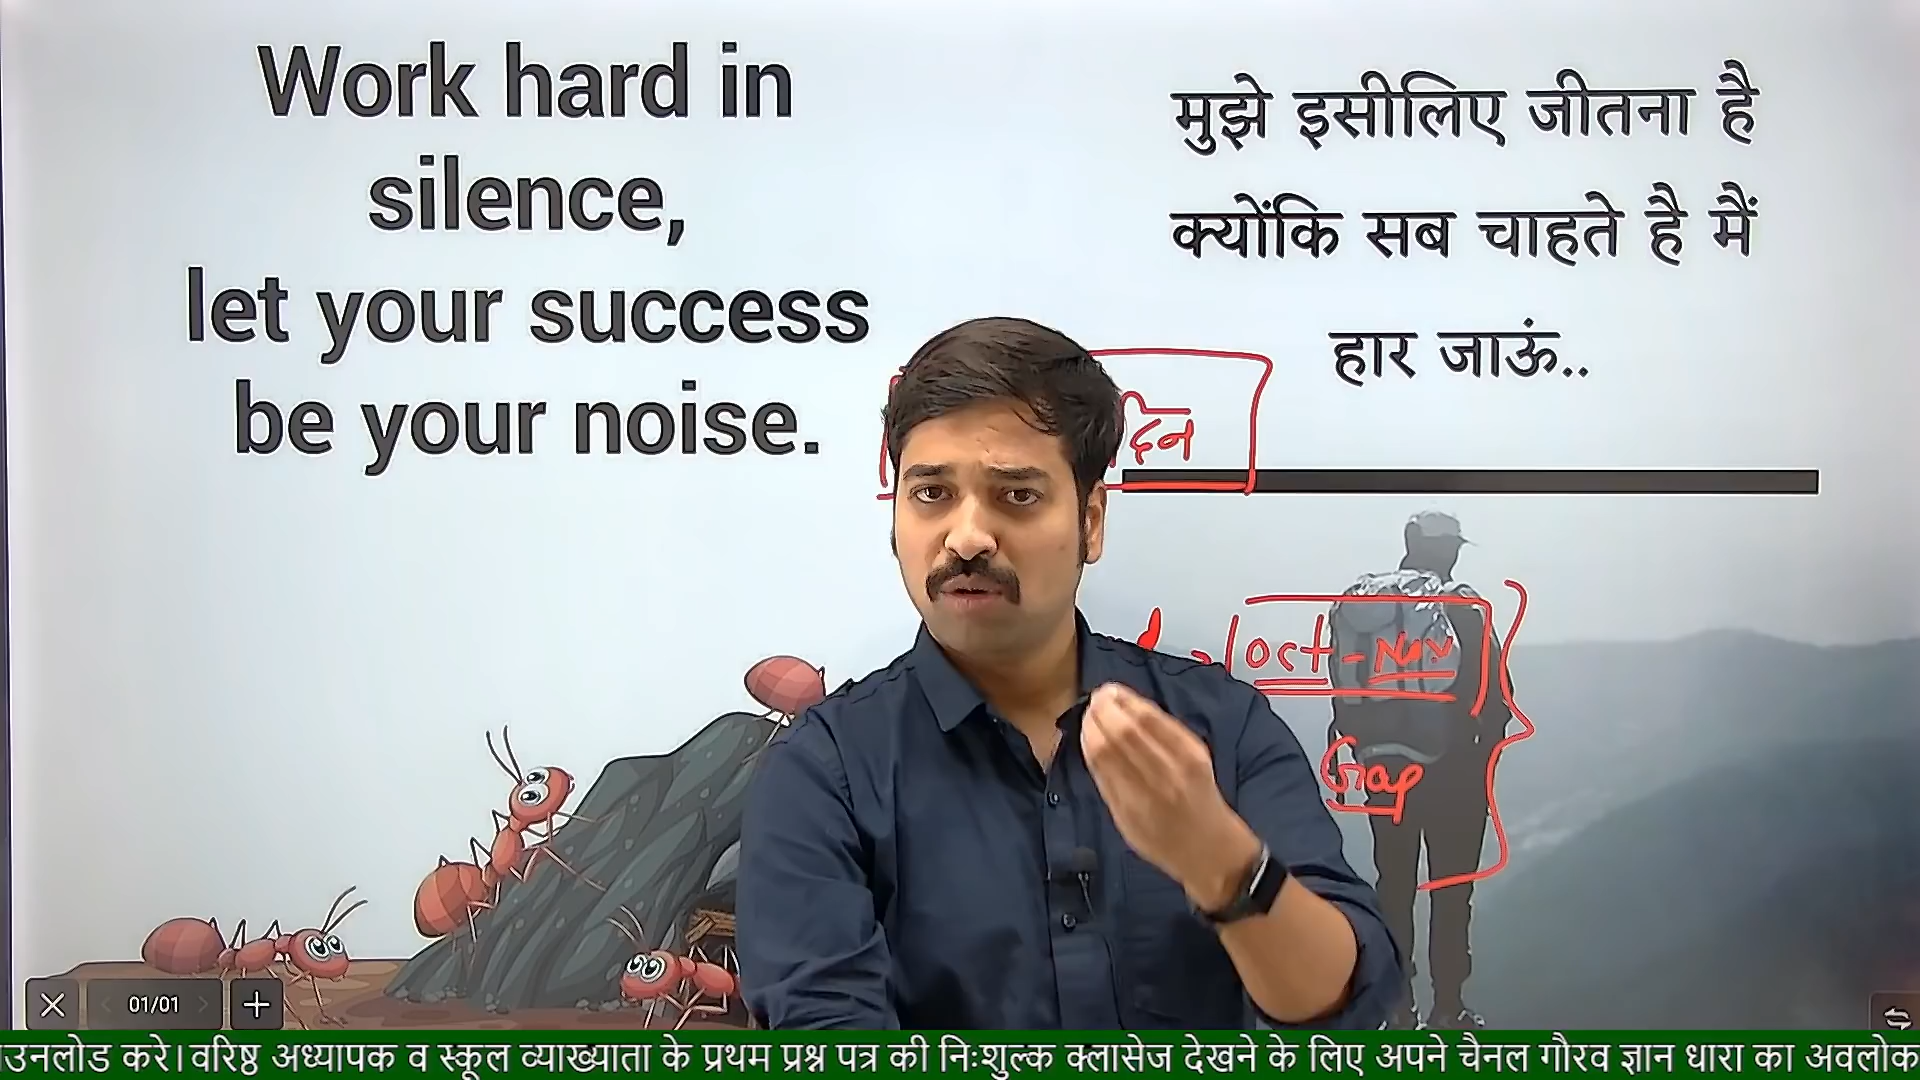 Work hard in
silence,
let your success
be your noise.
मुझे इसीलिए जीतना है
क्योंकि सब चाहते है मैं
हार जाऊं..
दिन
Oct - Nov
Gap
01/01
उनलोड करे। वरिष्ठ अध्यापक व स्कूल व्याख्याता के प्रथम प्रश्न पत्र की निःशुल्क क्लासेज देखने के लिए अपने चैनल गौरव ज्ञान धारा का अवलोक